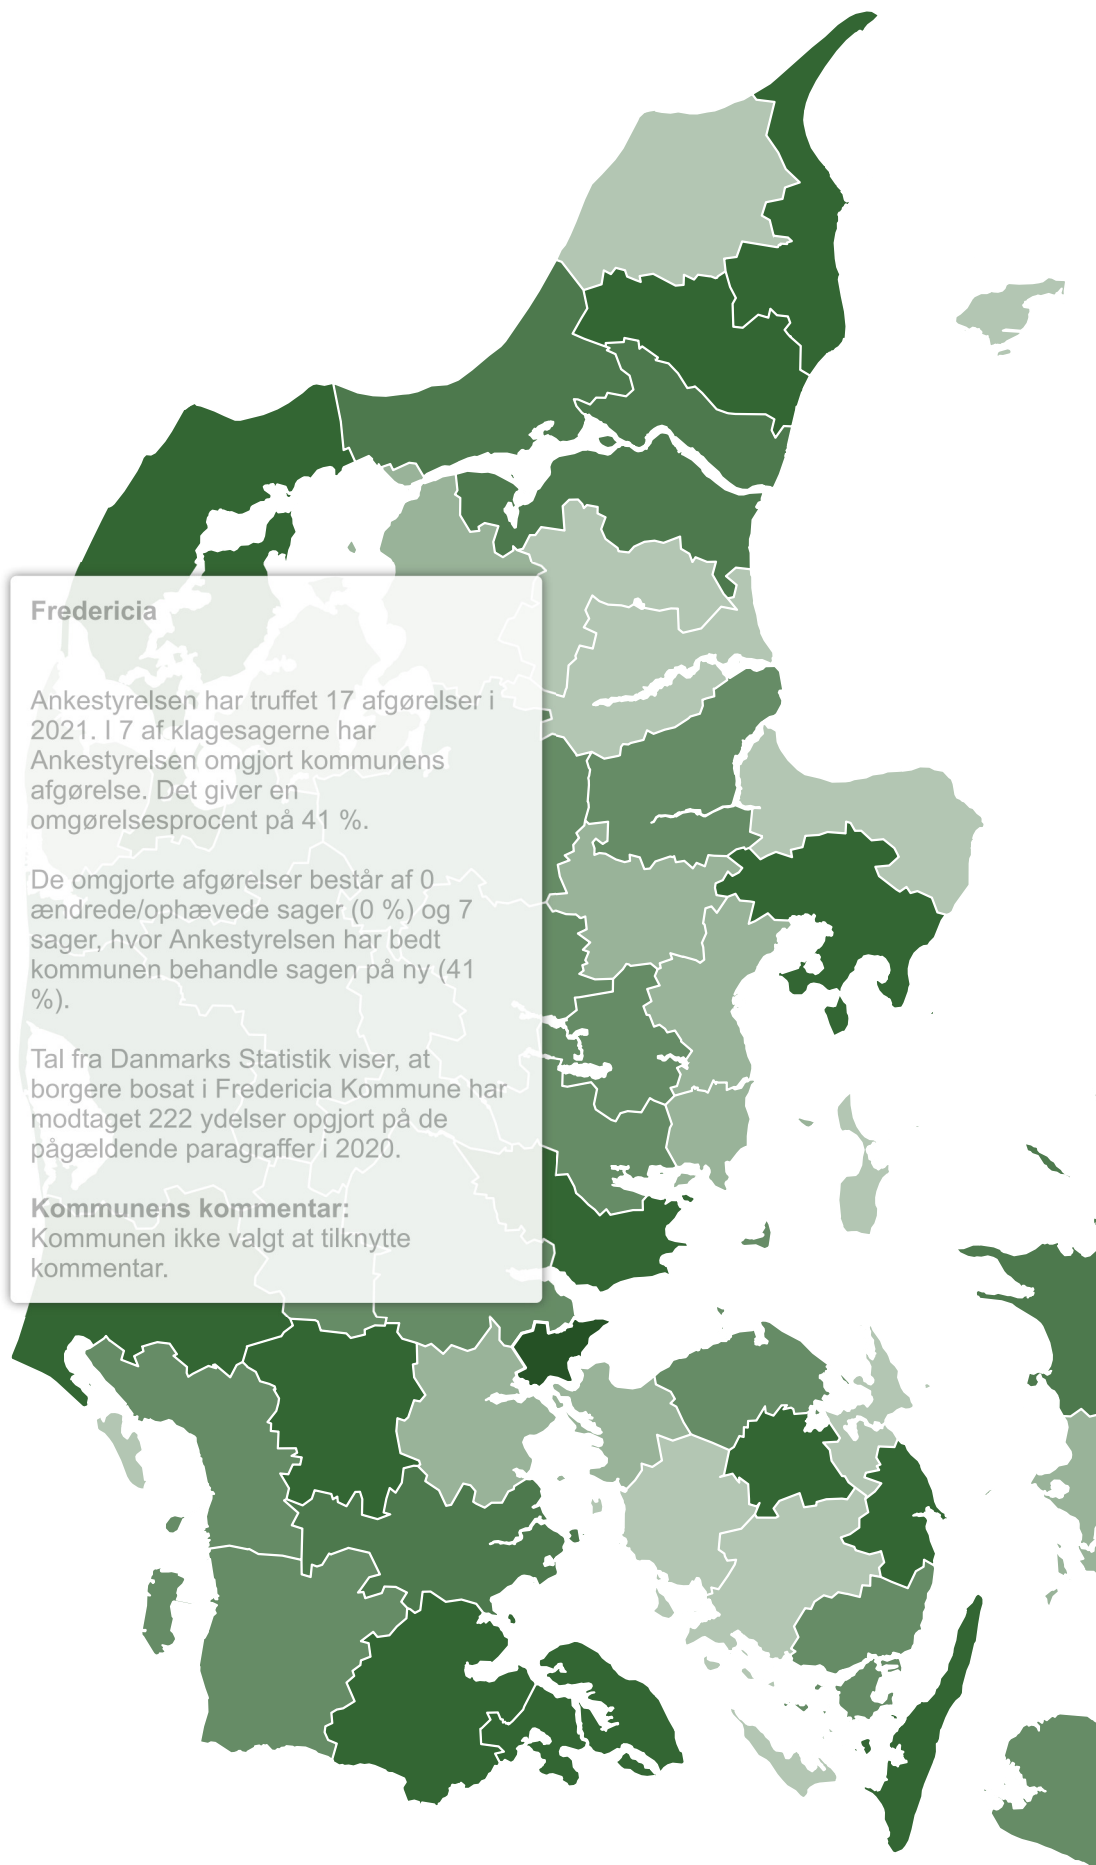 Fredericia
Ankestyrelsen har truffet 17 afgørelser i
2021. I 7 af klagesagerne har
Ankestyrelsen omgjort kommunens
afgørelse. Det giver en
omgørelsesprocent på 41 %.
De omgjorte afgørelser består af 0
ændrede/ophævede sager (0 %) og 7
sager, hvor Ankestyrelsen har bedt
kommunen behandle sagen på ny (41
%).
Tal fra Danmarks Statistik viser, at
borgere bosat i Fredericia Kommune har
modtaget 222 ydelser opgjort på de
pågældende paragraffer i 2020.
Kommunens kommentar:
Kommunen ikke valgt at tilknytte
kommentar.